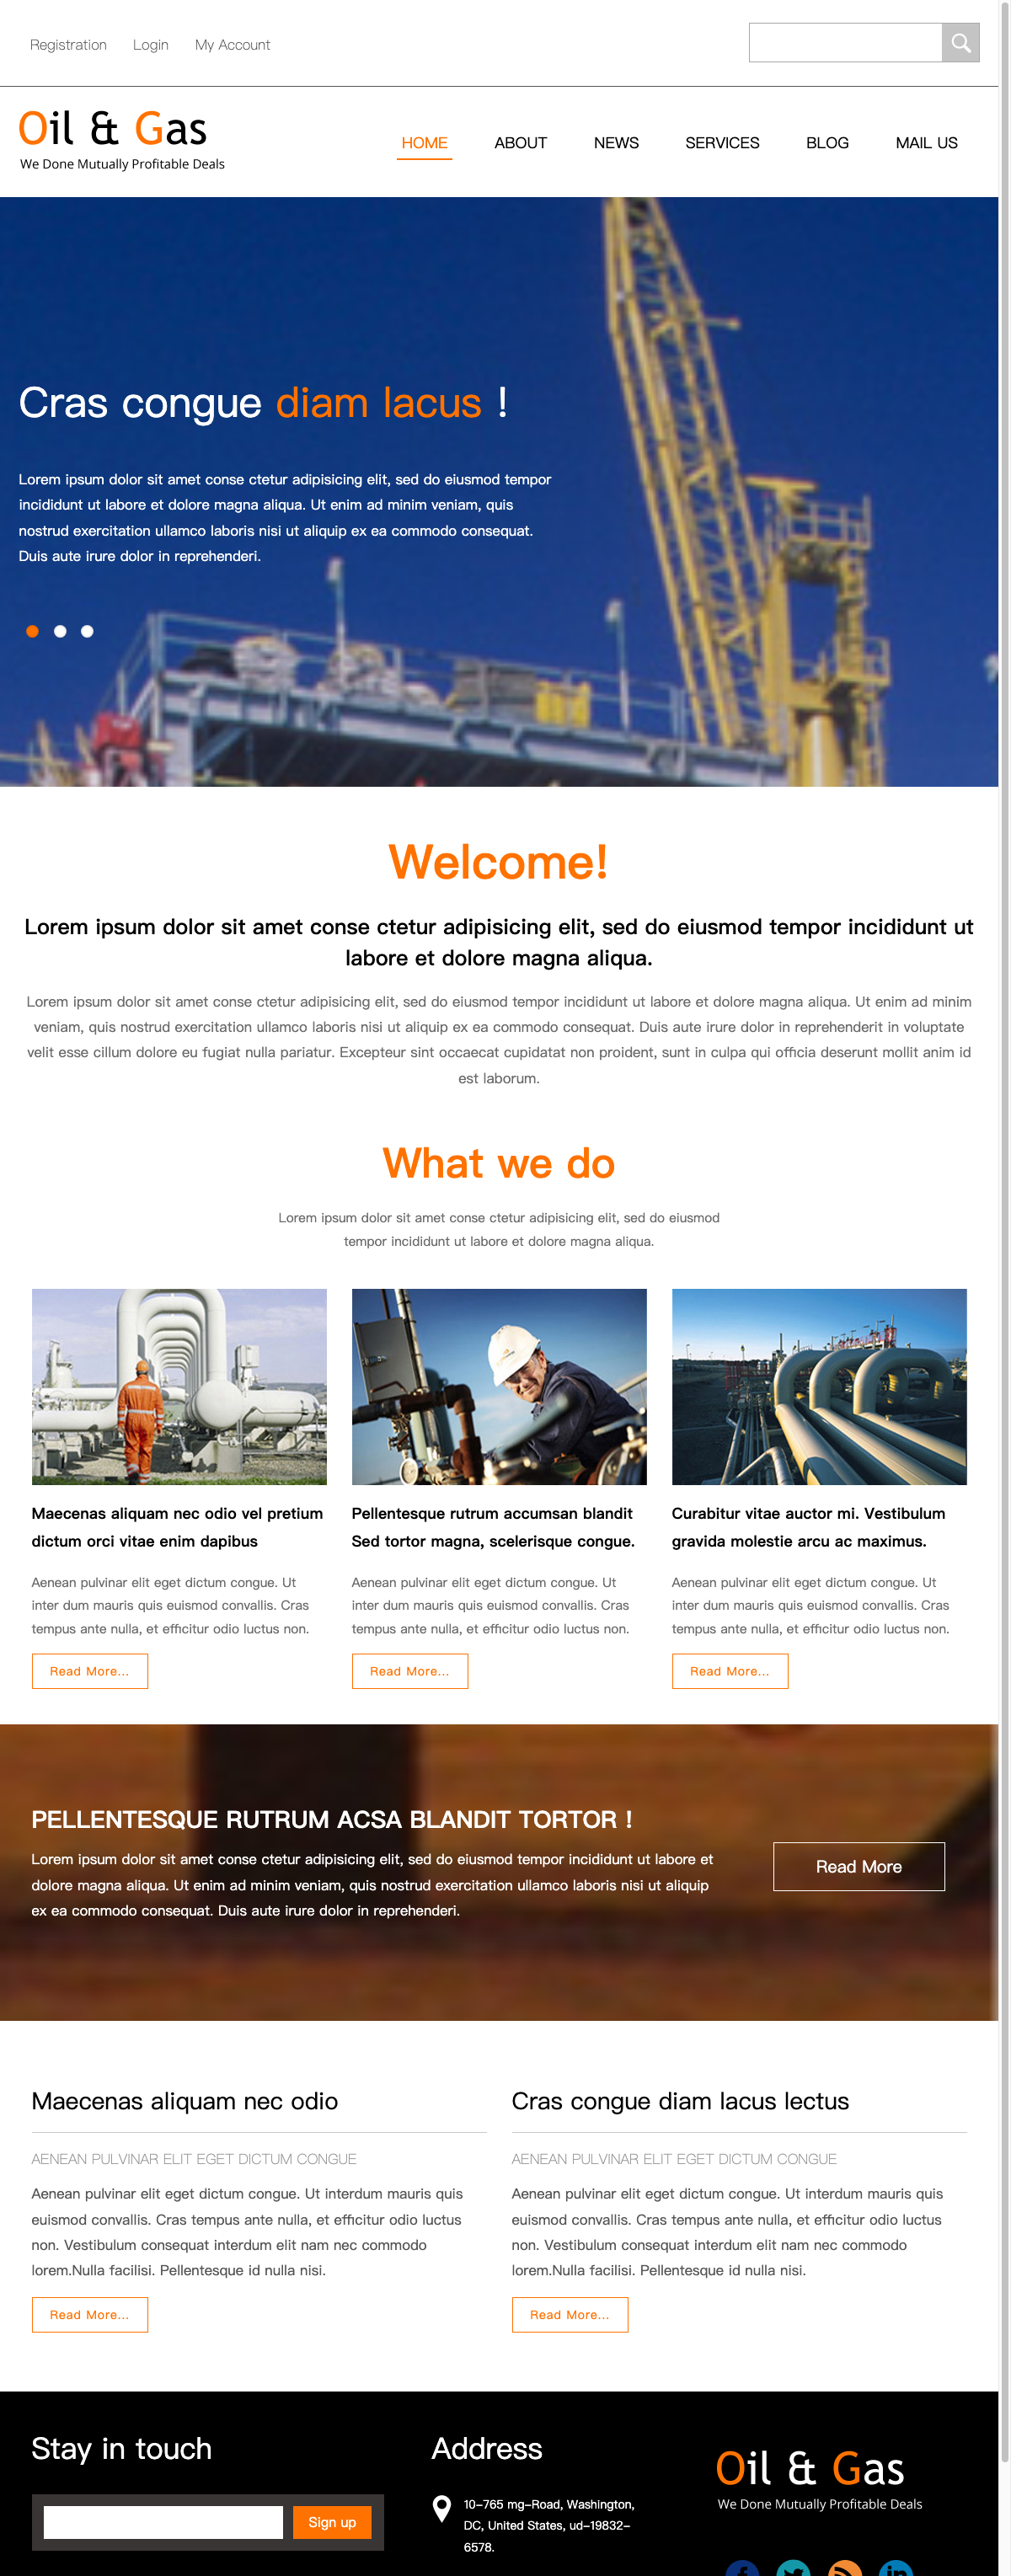 Registration Login My Account
Oil & Gas
We Done Mutually Profitable Deals
HOME ABOUT NEWS SERVICES BLOG MAIL US
Cras congue diam lacus !
Lorem ipsum dolor sit amet conse ctetur adipisicing elit, sed do eiusmod tempor
incididunt ut labore et dolore magna aliqua. Ut enim ad minim veniam, quis
nostrud exercitation ullamco laboris nisi ut aliquip ex ea commodo consequat.
Duis aute irure dolor in reprehenderi.
Welcome!
Lorem ipsum dolor sit amet conse ctetur adipisicing elit, sed do eiusmod tempor incididunt ut
labore et dolore magna aliqua.
Lorem ipsum dolor sit amet conse ctetur adipisicing elit, sed do eiusmod tempor incididunt ut labore et dolore magna aliqua. Ut enim ad minim
veniam, quis nostrud exercitation ullamco laboris nisi ut aliquip ex ea commodo consequat. Duis aute irure dolor in reprehenderit in voluptate
velit esse cillum dolore eu fugiat nulla pariatur. Excepteur sint occaecat cupidatat non proident, sunt in culpa qui officia deserunt mollit anim id
est laborum.
What we do
Lorem ipsum dolor sit amet conse ctetur adipisicing elit, sed do eiusmod
tempor incididunt ut labore et dolore magna aliqua.
Maecenas aliquam nec odio vel pretium
dictum orci vitae enim dapibus
Aenean pulvinar elit eget dictum congue. Ut
inter dum mauris quis euismod convallis. Cras
tempus ante nulla, et efficitur odio luctus non.
Read More...
Pellentesque rutrum accumsan blandit
Sed tortor magna, scelerisque congue.
Aenean pulvinar elit eget dictum congue. Ut
inter dum mauris quis euismod convallis. Cras
tempus ante nulla, et efficitur odio luctus non.
Read More...
Curabitur vitae auctor mi. Vestibulum
gravida molestie arcu ac maximus.
Aenean pulvinar elit eget dictum congue. Ut
inter dum mauris quis euismod convallis. Cras
tempus ante nulla, et efficitur odio luctus non.
Read More...
PELLENTESQUE RUTRUM ACSA BLANDIT TORTOR !
Lorem ipsum dolor sit amet conse ctetur adipisicing elit, sed do eiusmod tempor incididunt ut labore et
dolore magna aliqua. Ut enim ad minim veniam, quis nostrud exercitation ullamco laboris nisi ut aliquip
ex ea commodo consequat. Duis aute irure dolor in reprehenderi.
Read More
Maecenas aliquam nec odio
AENEAN PULVINAR ELIT EGET DICTUM CONGUE
Aenean pulvinar elit eget dictum congue. Ut interdum mauris quis
euismod convallis. Cras tempus ante nulla, et efficitur odio luctus
non. Vestibulum consequat interdum elit nam nec commodo
lorem.Nulla facilisi. Pellentesque id nulla nisi.
Read More...
Cras congue diam lacus lectus
AENEAN PULVINAR ELIT EGET DICTUM CONGUE
Aenean pulvinar elit eget dictum congue. Ut interdum mauris quis
euismod convallis. Cras tempus ante nulla, et efficitur odio luctus
non. Vestibulum consequat interdum elit nam nec commodo
lorem.Nulla facilisi. Pellentesque id nulla nisi.
Read More...
Stay in touch
Sign up
Address
10-765 mg-Road, Washington,
DC, United States, ud-19832-
6578.
Oil & Gas
We Done Mutually Profitable Deals